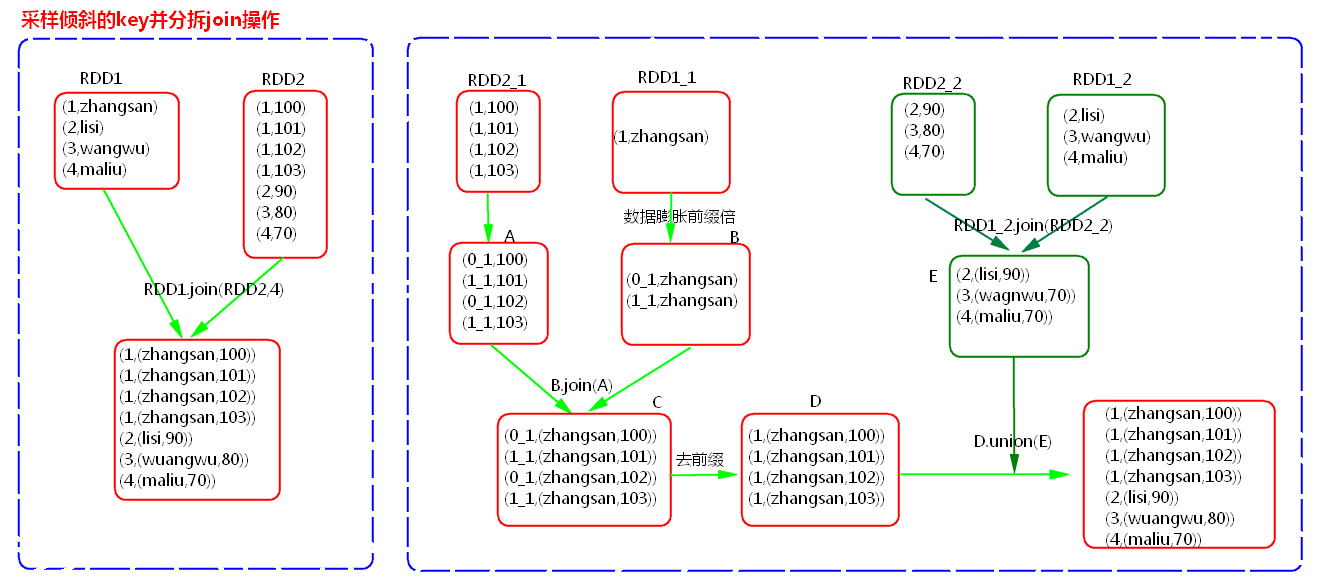 采样倾斜的key并分拆join操作
RDD1
(1,zhangsan)
(2,lisi)
(3,wangwu)
(4,maliu)
RDD2
(1,100)
(1,101)
(1,102)
(1,103)
(2,90)
(3,80)
(4,70)
RDD1.join(RDD2,4)
(1,(zhangsan,100))
(1,(zhangsan,101))
(1,(zhangsan,102))
(1,(zhangsan,103))
(2,(lisi,90))
(3,(wuangwu,80))
(4,(maliu,70))
RDD2_1
(1,100)
(1,101)
(1,102)
(1,103)
RDD1_1
(1,zhangsan)
数据膨胀前缀倍
A
(0_1,100)
(1_1,101)
(0_1,102)
(1_1,103)
B
(0_1,zhangsan)
(1_1,zhangsan)
B.join(A)
C
(0_1,(zhangsan,100))
(1_1,(zhangsan,101))
(0_1,(zhangsan,102))
(1_1,(zhangsan,103))
去前缀
D
(1,(zhangsan,100))
(1,(zhangsan,101))
(1,(zhangsan,102))
(1,(zhangsan,103))
RDD2_2
(2,90)
(3,80)
(4,70)
RDD1_2
(2,lisi)
(3,wangwu)
(4,maliu)
RDD1_2.join(RDD2_2)
E
(2,(lisi,90))
(3,(wagnwu,70))
(4,(maliu,70))
D.union(E)
(1,(zhangsan,100))
(1,(zhangsan,101))
(1,(zhangsan,102))
(1,(zhangsan,103))
(2,(lisi,90))
(3,(wuangwu,80))
(4,(maliu,70))